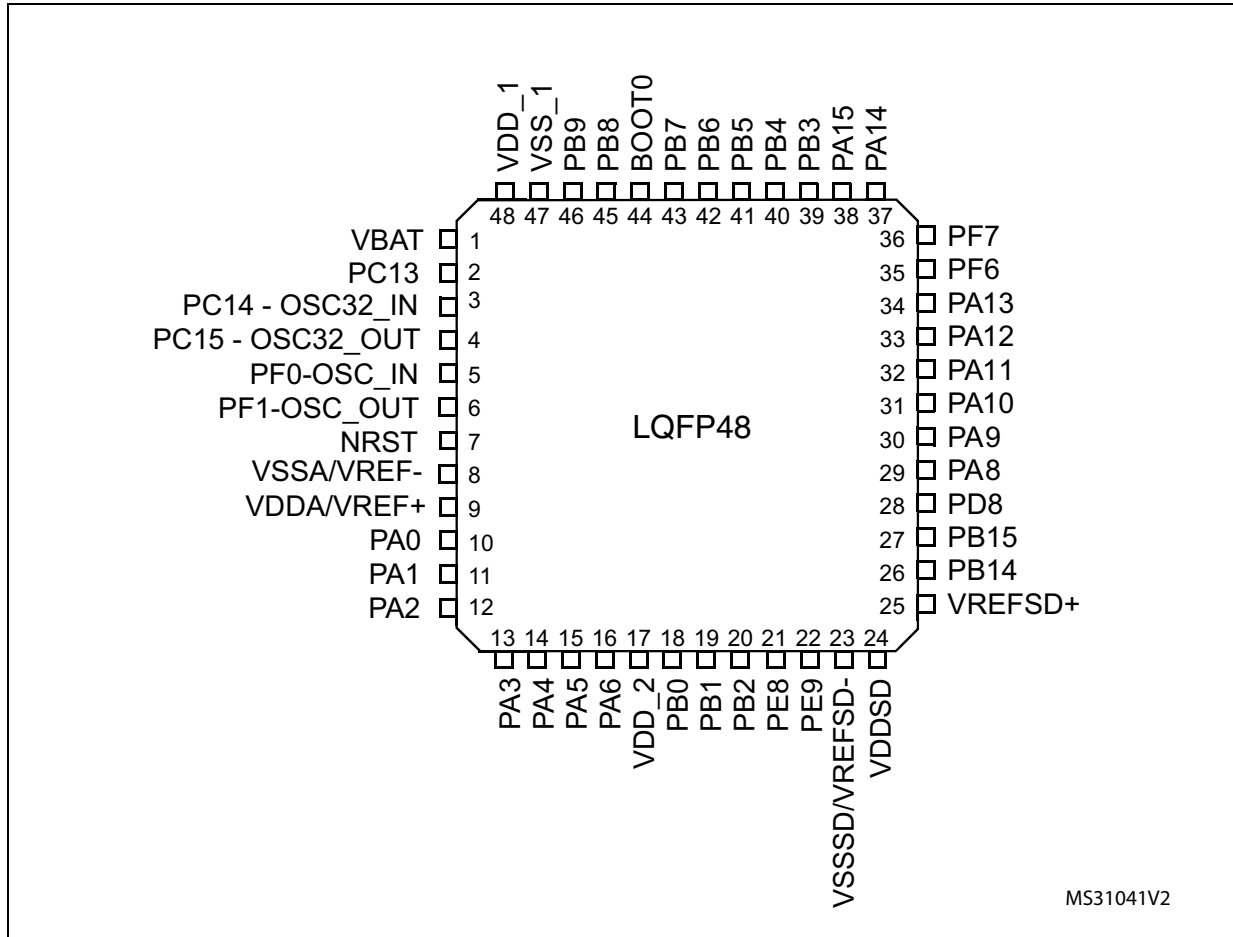 VDD_1
VSS_1
PB9
PB8
BOOT0
PB7
PB6
PB5
PB4
PB3
PA15
PA14
48 47 46 45 44 43 42 41 40 39 38 37
VBAT 1
PC13 2
PC14 - OSC32_IN 3
PC15 - OSC32_OUT 4
PF0-OSC_IN 5
PF1-OSC_OUT 6
NRST 7
VSSA/VREF- 8
VDDA/VREF+ 9
PA0 10
PA1 11
PA2 12
LQFP48
36 PF7
35 PF6
34 PA13
33 PA12
32 PA11
31 PA10
30 PA9
29 PA8
28 PD8
27 PB15
26 PB14
25 VREFSD+
13 14 15 16 17 18 19 20 21 22 23 24
PA3
PA4
PA5
PA6
VDD_2
PB0
PB1
PB2
PE8
PE9
VSSSD/VREFSD-
VDDSD
MS31041V2